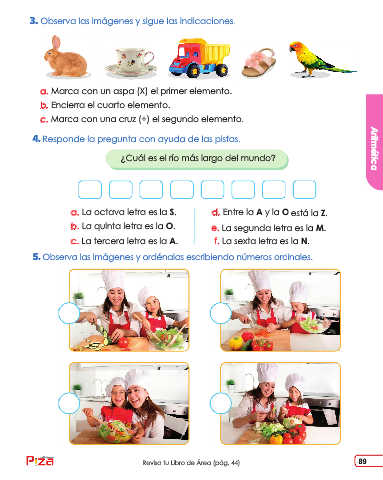 3. Observa las imágenes y sigue las indicaciones.
a. Marca con un aspa (X) el primer elemento.
b. Encierra el cuarto elemento.
c. Marca con una cruz (+) el segundo elemento.
4. Responde la pregunta con ayuda de las pistas.
¿Cuál es el río más largo del mundo?
a. La octava letra es la S.
b. La quinta letra es la O.
c. La tercera letra es la A.
d. Entre la A y la O está la Z.
e. La segunda letra es la M.
f. La sexta letra es la N.
5. Observa las imágenes y ordénalas escribiendo números ordinales.
Aritmética
Revisa tu Libro de Área (pág. 44)
89